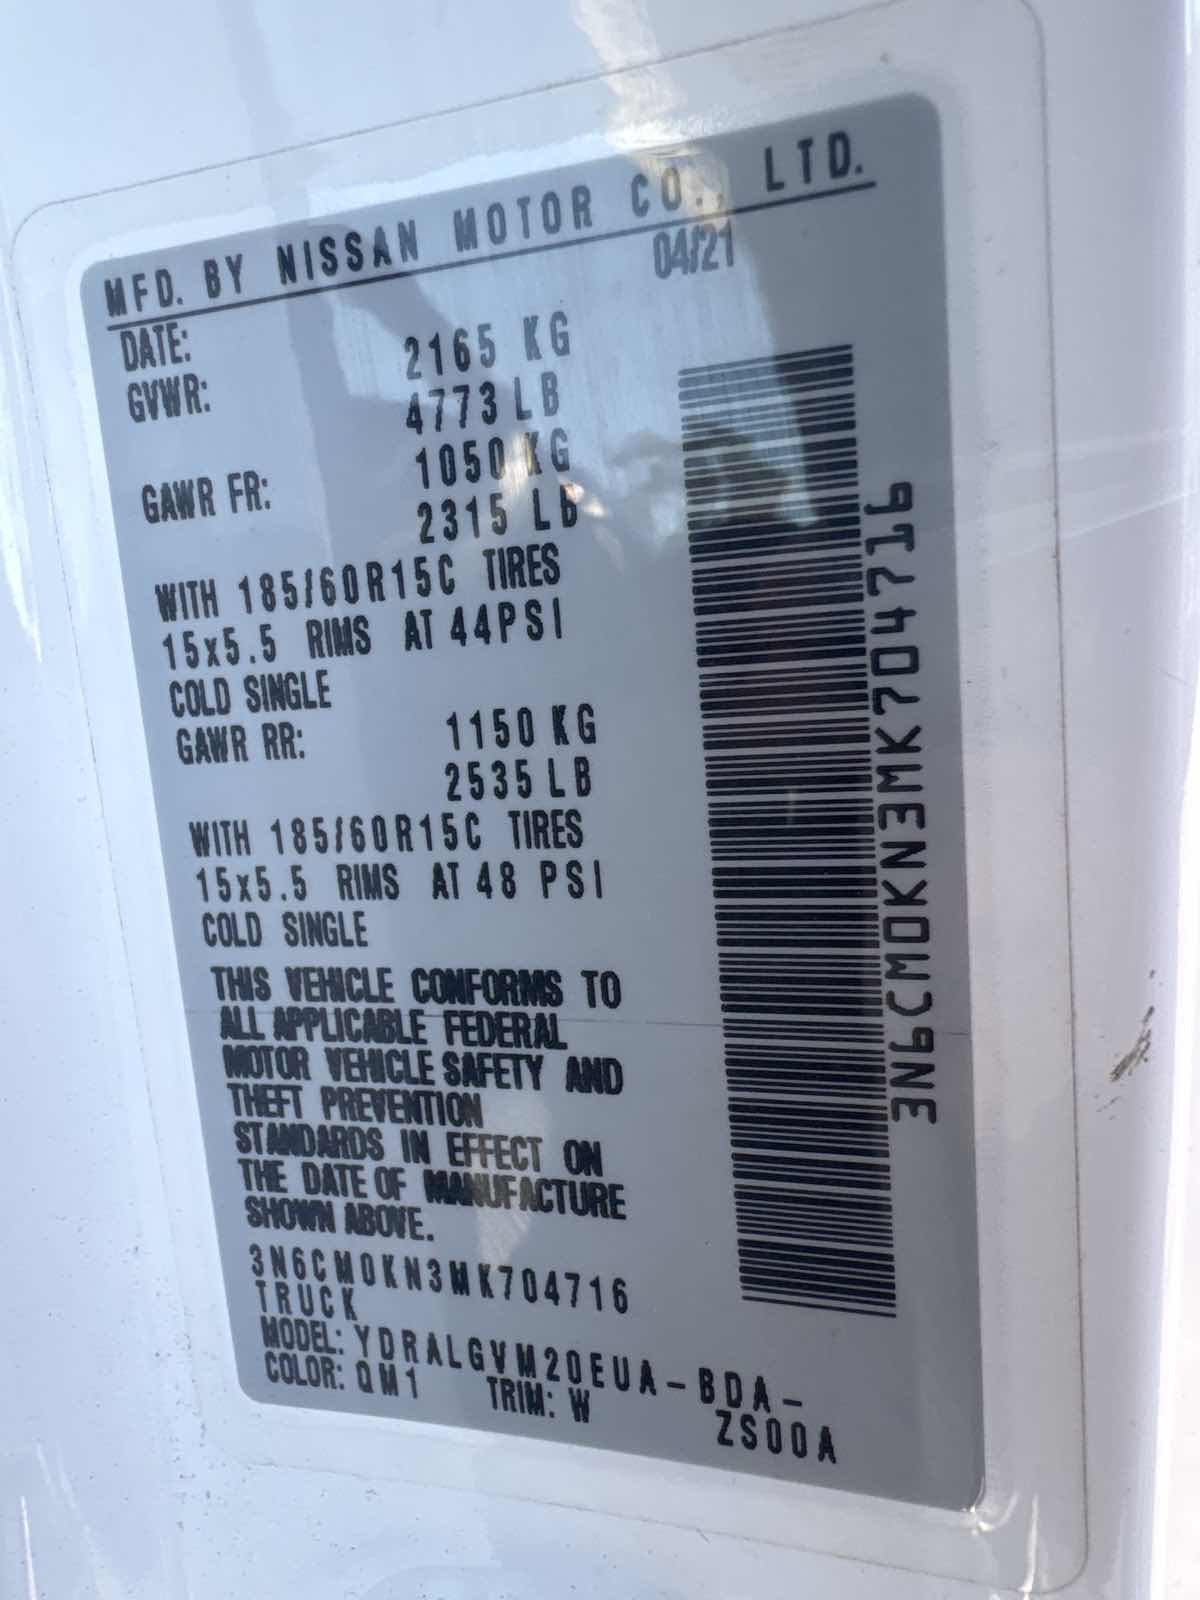 MFD. BY NISSAN MOTOR CO., LTD.
DATE: 04/21
GVWR: 2165 KG
4773 LB
GAWR FR: 1050 KG
2315 LB
WITH 185/60R15C TIRES
15x5.5 RIMS AT 44PSI
COLD SINGLE
GAWR RR: 1150 KG
2535 LB
WITH 185/60R15C TIRES
15x5.5 RIMS AT 48 PSI
COLD SINGLE
THIS VEHICLE CONFORMS TO
ALL APPLICABLE FEDERAL
MOTOR VEHICLE SAFETY AND
THEFT PREVENTION
STANDARDS IN EFFECT ON
THE DATE OF MANUFACTURE
SHOWN ABOVE.
3N6CM0KN3MK704716
TRUCK
MODEL: YDRALGVM20EUA-BDA-
ZS00A
COLOR: QM1 TRIM: W
3N6CM0KN3MK704716